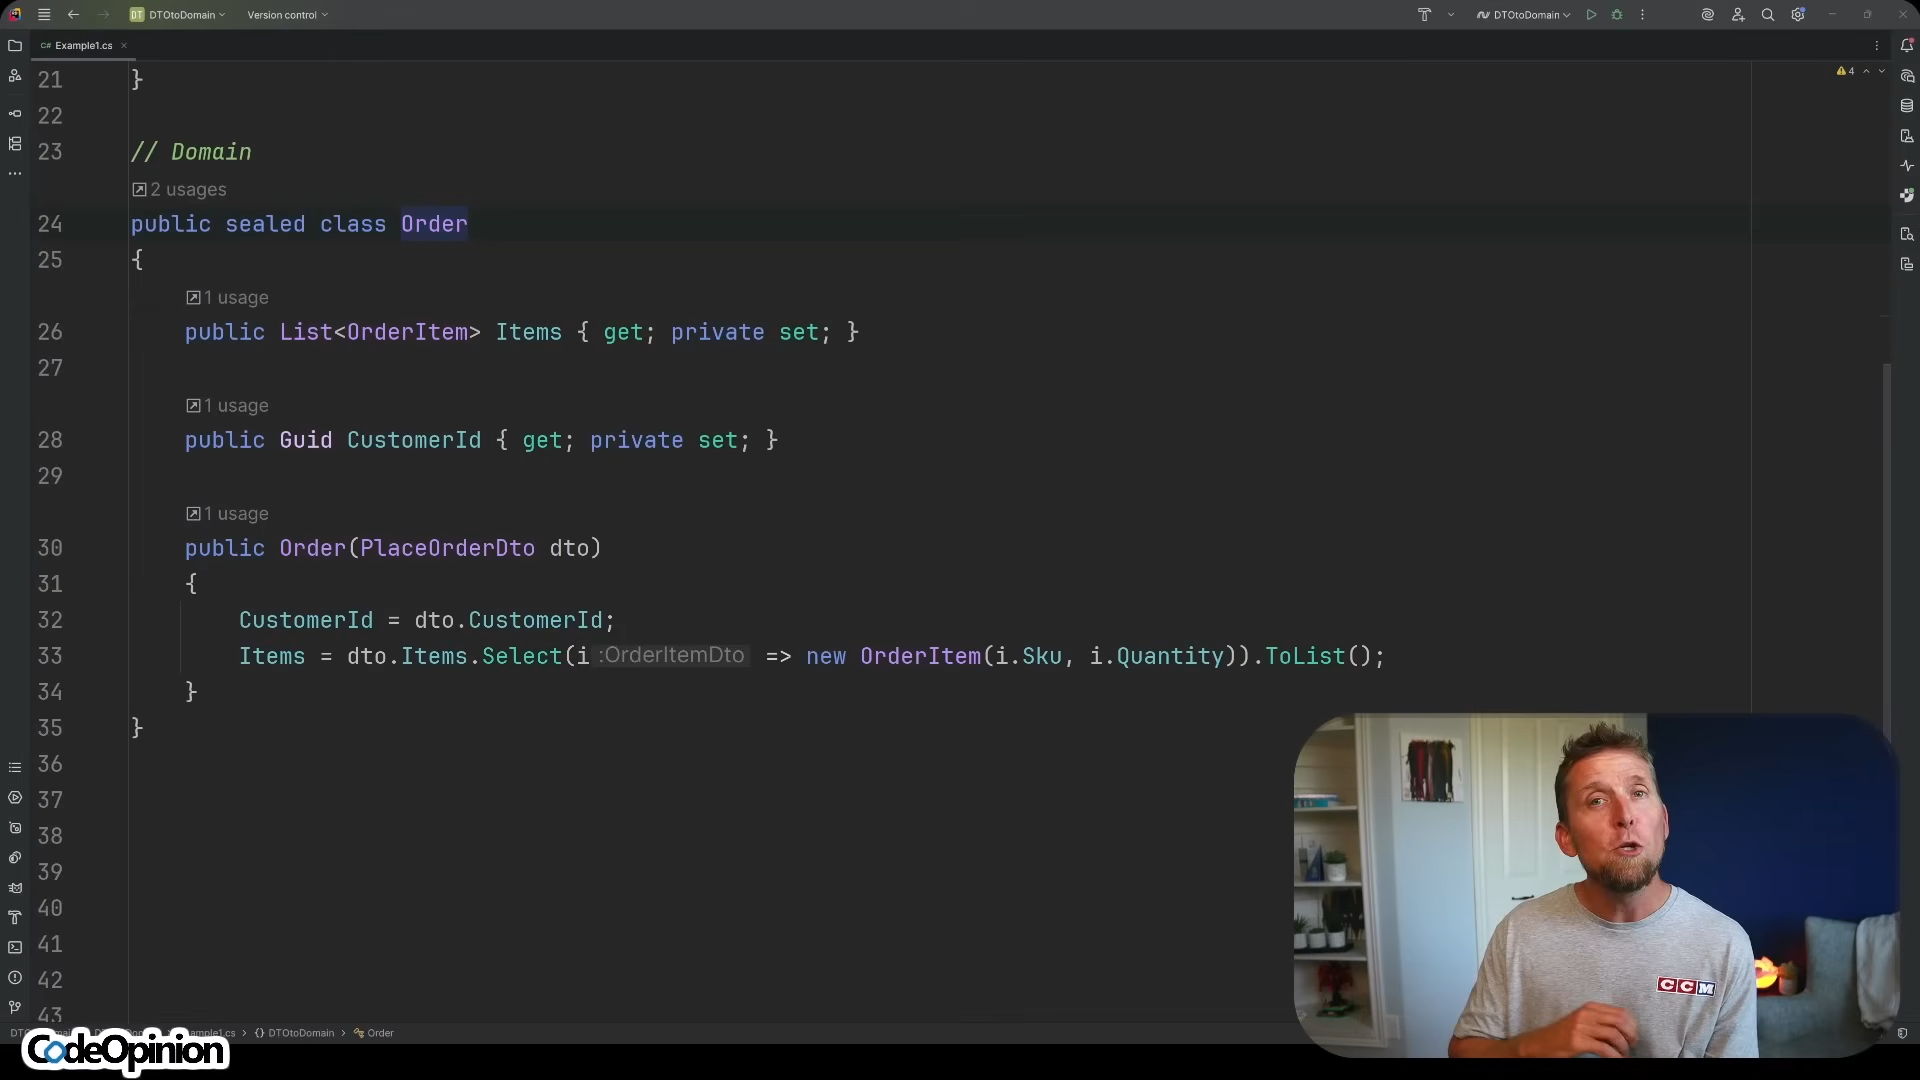 DT DTOtoDomain Version control DTOtoDomain
C# Example1.cs
4
21 }
22
23 // Domain
2 usages
24 public sealed class Order
25 {
1 usage
26 public List<OrderItem> Items { get; private set; }
27
1 usage
28 public Guid CustomerId { get; private set; }
29
1 usage
30 public Order(PlaceOrderDto dto)
31 {
32 CustomerId = dto.CustomerId;
33 Items = dto.Items.Select(i :OrderItemDto => new OrderItem(i.Sku, i.Quantity)).ToList();
34 }
35 }
36
37
38
39
40
41
42
43
CCM
DTOtoDomain > Order
CodeOpinion